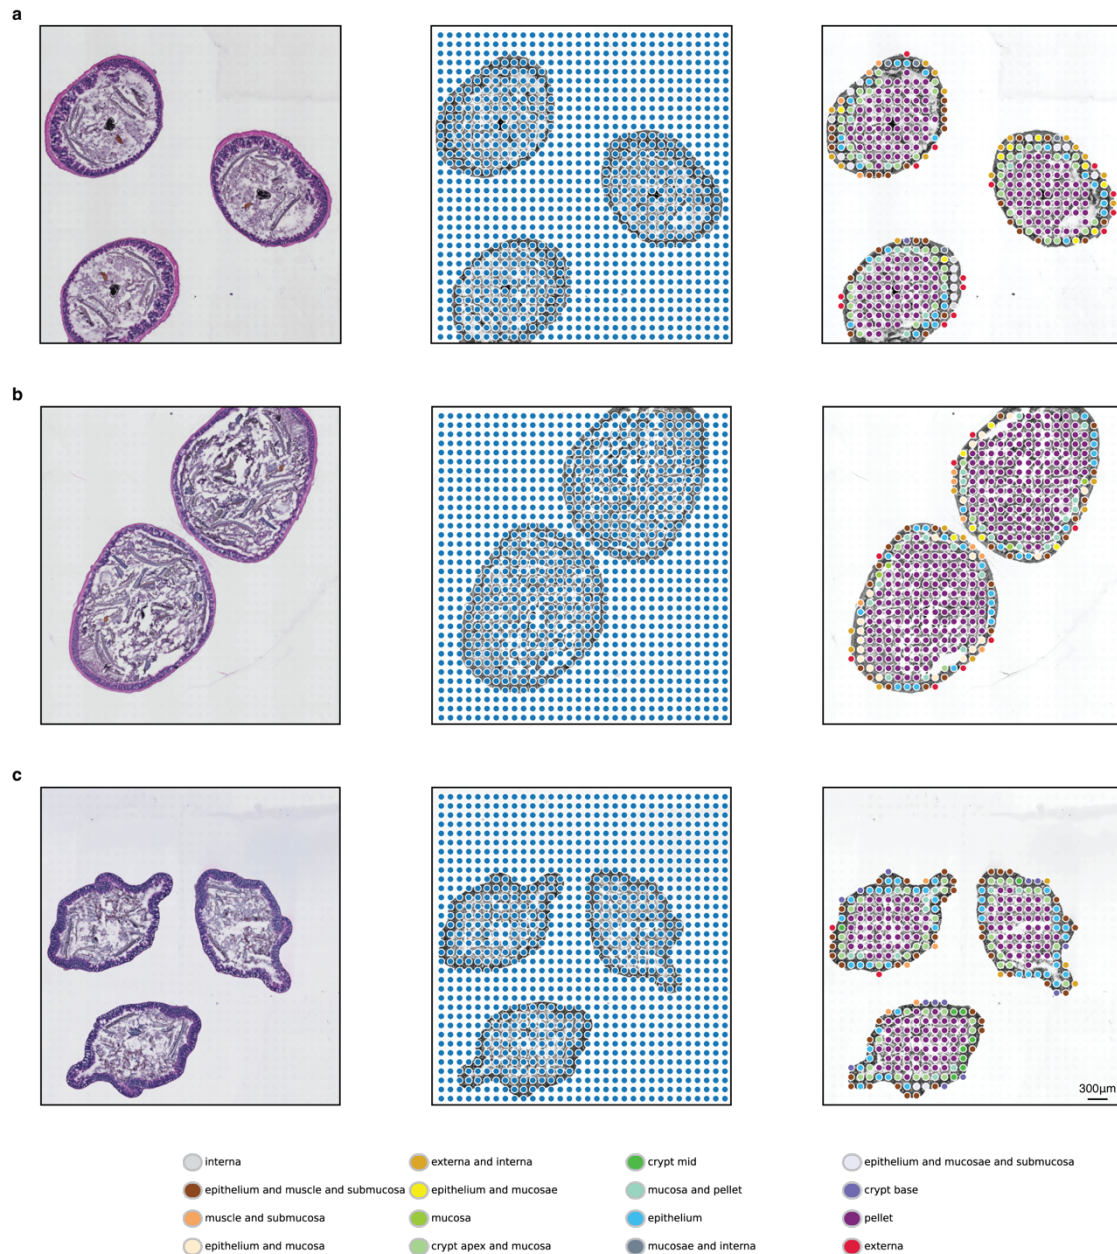 a
b
c
300µm
interna
externa and interna
crypt mid
epithelium and mucosae and submucosa
epithelium and muscle and submucosa
epithelium and mucosae
mucosa and pellet
crypt base
muscle and submucosa
mucosa
epithelium
pellet
epithelium and mucosa
crypt apex and mucosa
mucosae and interna
externa